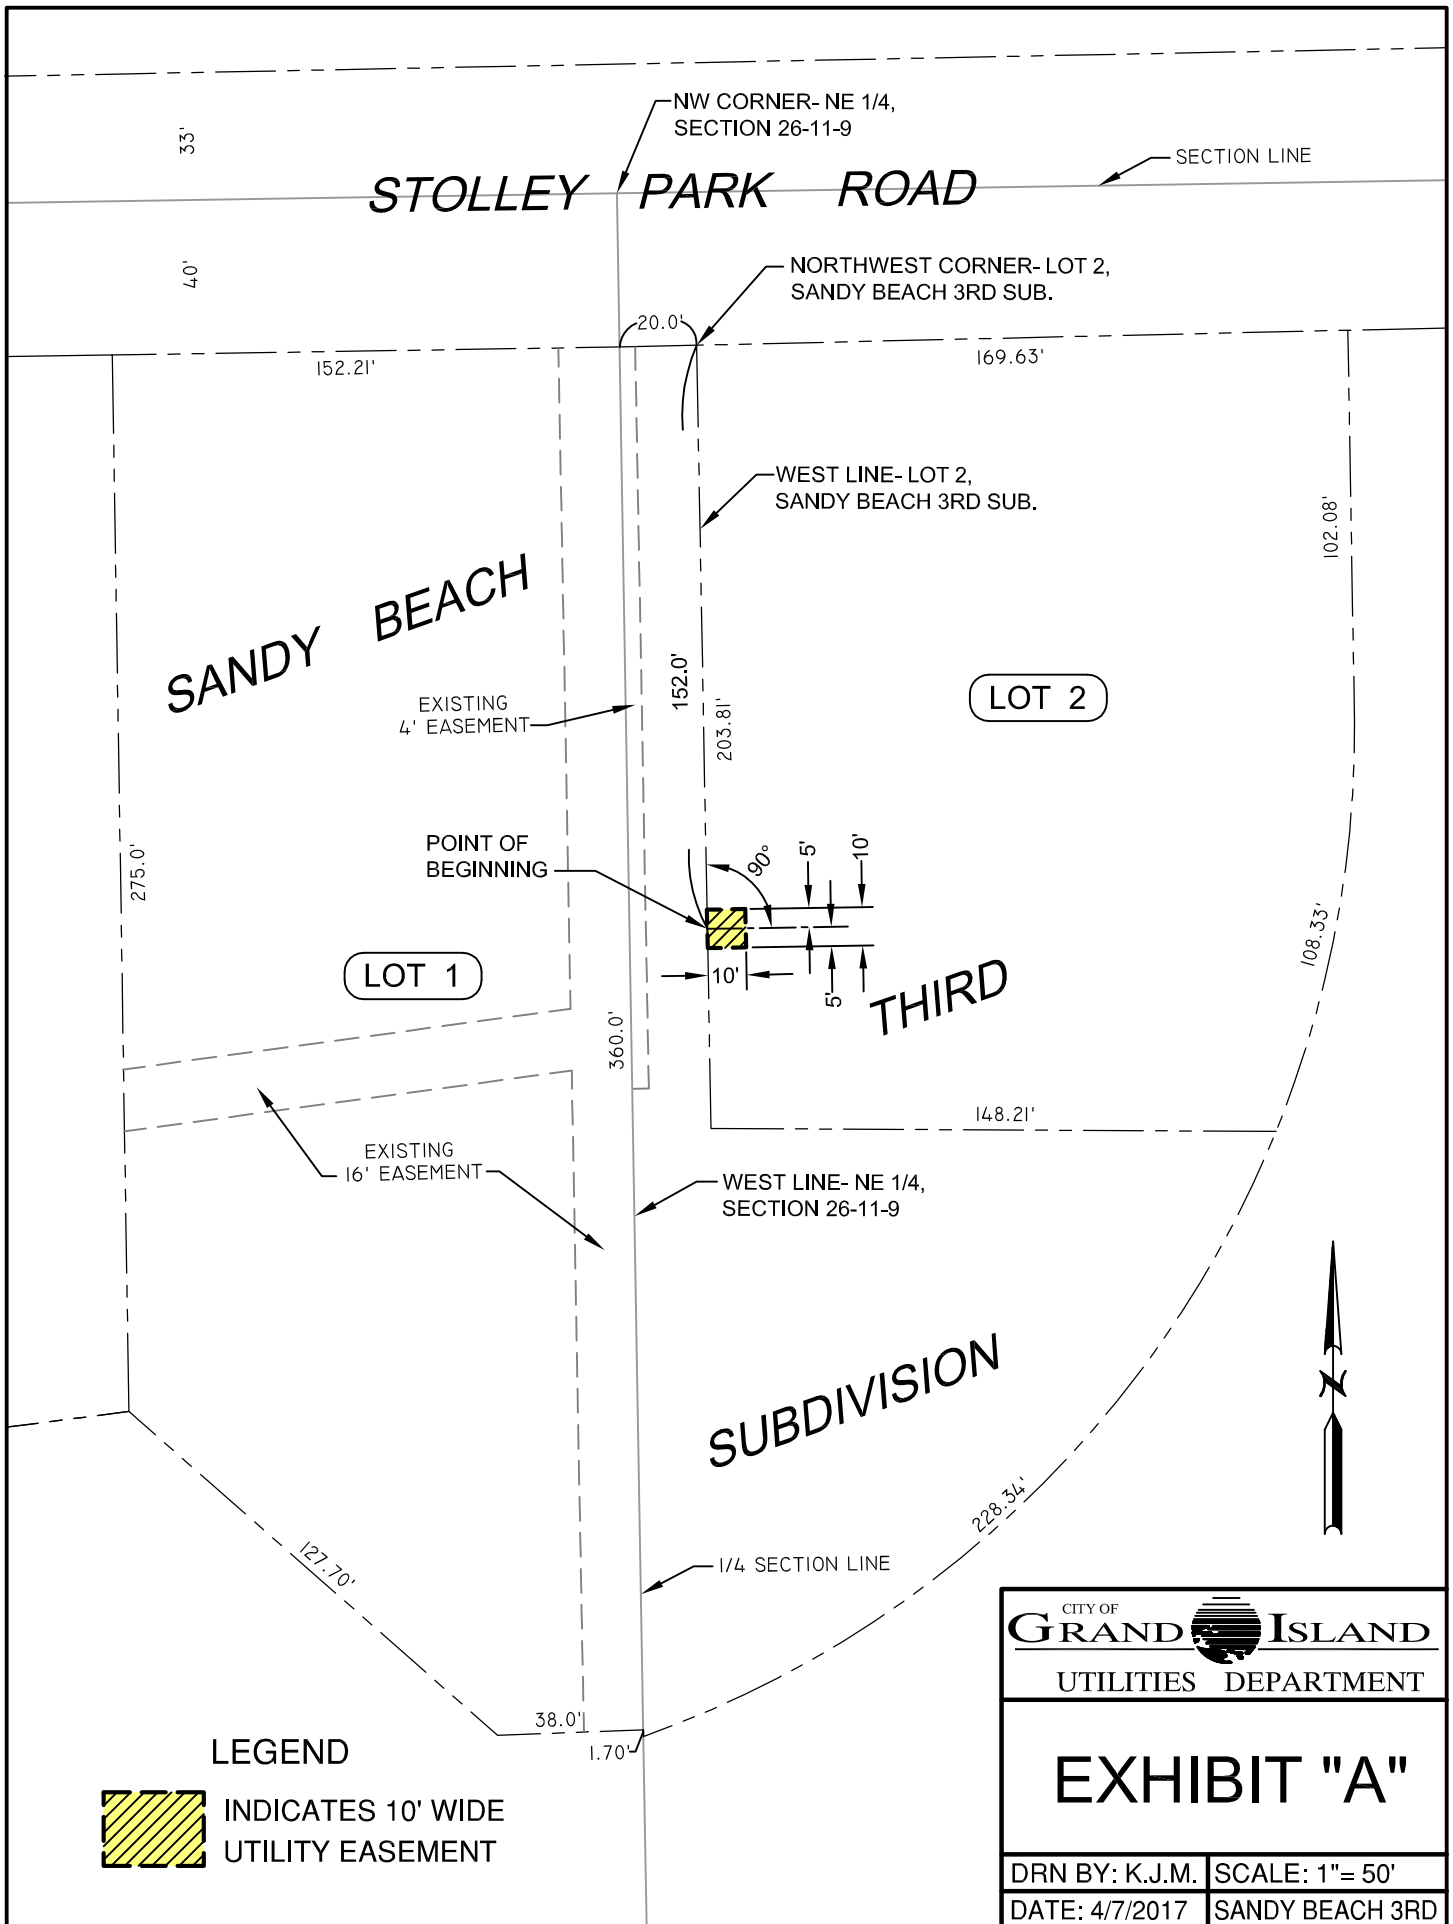 NW CORNER- NE 1/4,
SECTION 26-11-9
33'
SECTION LINE
STOLLEY PARK ROAD
40'
NORTHWEST CORNER- LOT 2,
SANDY BEACH 3RD SUB.
20.0'
152.21'
169.63'
WEST LINE- LOT 2,
SANDY BEACH 3RD SUB.
102.08'
SANDY BEACH
152.0'
LOT 2
EXISTING
4' EASEMENT
203.81'
POINT OF
BEGINNING
90°
5'
10'
275.0'
108.33'
LOT 1
10'
5'
THIRD
360.0'
148.21'
EXISTING
16' EASEMENT
WEST LINE- NE 1/4,
SECTION 26-11-9
N
SUBDIVISION
228.34'
127.70'
1/4 SECTION LINE
38.0'
1.70'
LEGEND
INDICATES 10' WIDE
UTILITY EASEMENT
CITY OF
GRAND ISLAND
UTILITIES DEPARTMENT
EXHIBIT "A"
DRN BY: K.J.M.
SCALE: 1"= 50'
DATE: 4/7/2017
SANDY BEACH 3RD